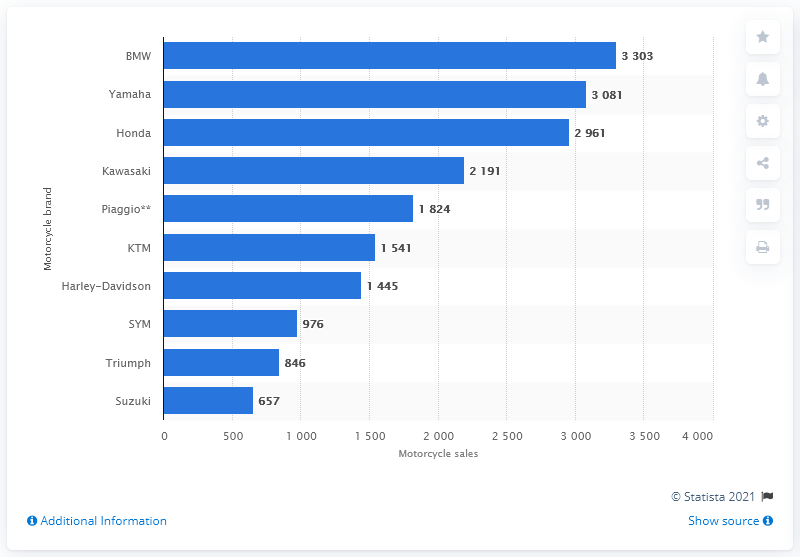 BMW 3 303
Yamaha 3 081
Honda 2 961
Kawasaki 2 191
Piaggio** 1 824
KTM 1 541
Harley-Davidson 1 445
SYM 976
Triumph 846
Suzuki 657
Motorcycle brand
0 500 1 000 1 500 2 000 2 500 3 000 3 500 4 000
Motorcycle sales
© Statista 2021
Additional Information Show source